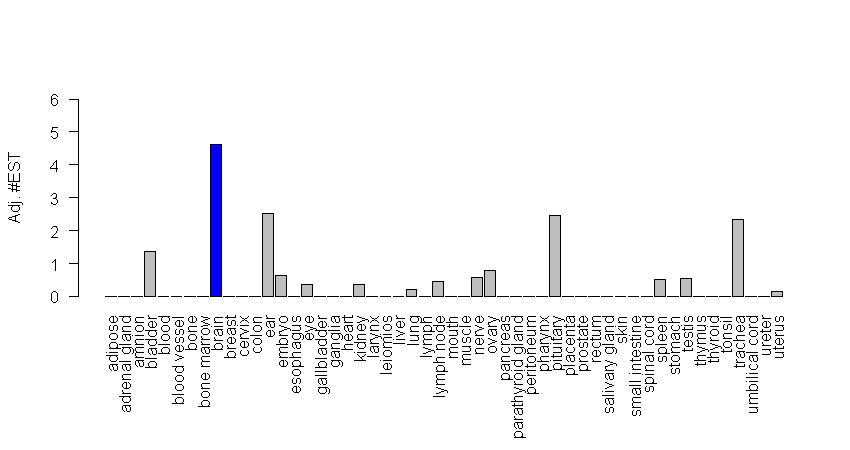 Adj. #EST
6
5
4
3
2
1
0
adipose
adrenal gland
amnion
bladder
blood
blood vessel
bone
bone marrow
brain
breast
cervix
colon
ear
embryo
esophagus
eye
gallbladder
ganglia
heart
kidney
larynx
leiomios
liver
lung
lymph
lymph node
mouth
muscle
nerve
ovary
pancreas
parathyroid gland
peritoneum
pharynx
pituitary
placenta
prostate
rectum
salivary gland
skin
small intestine
spinal cord
spleen
stomach
testis
thymus
thyroid
tonsil
trachea
umbilical cord
ureter
uterus